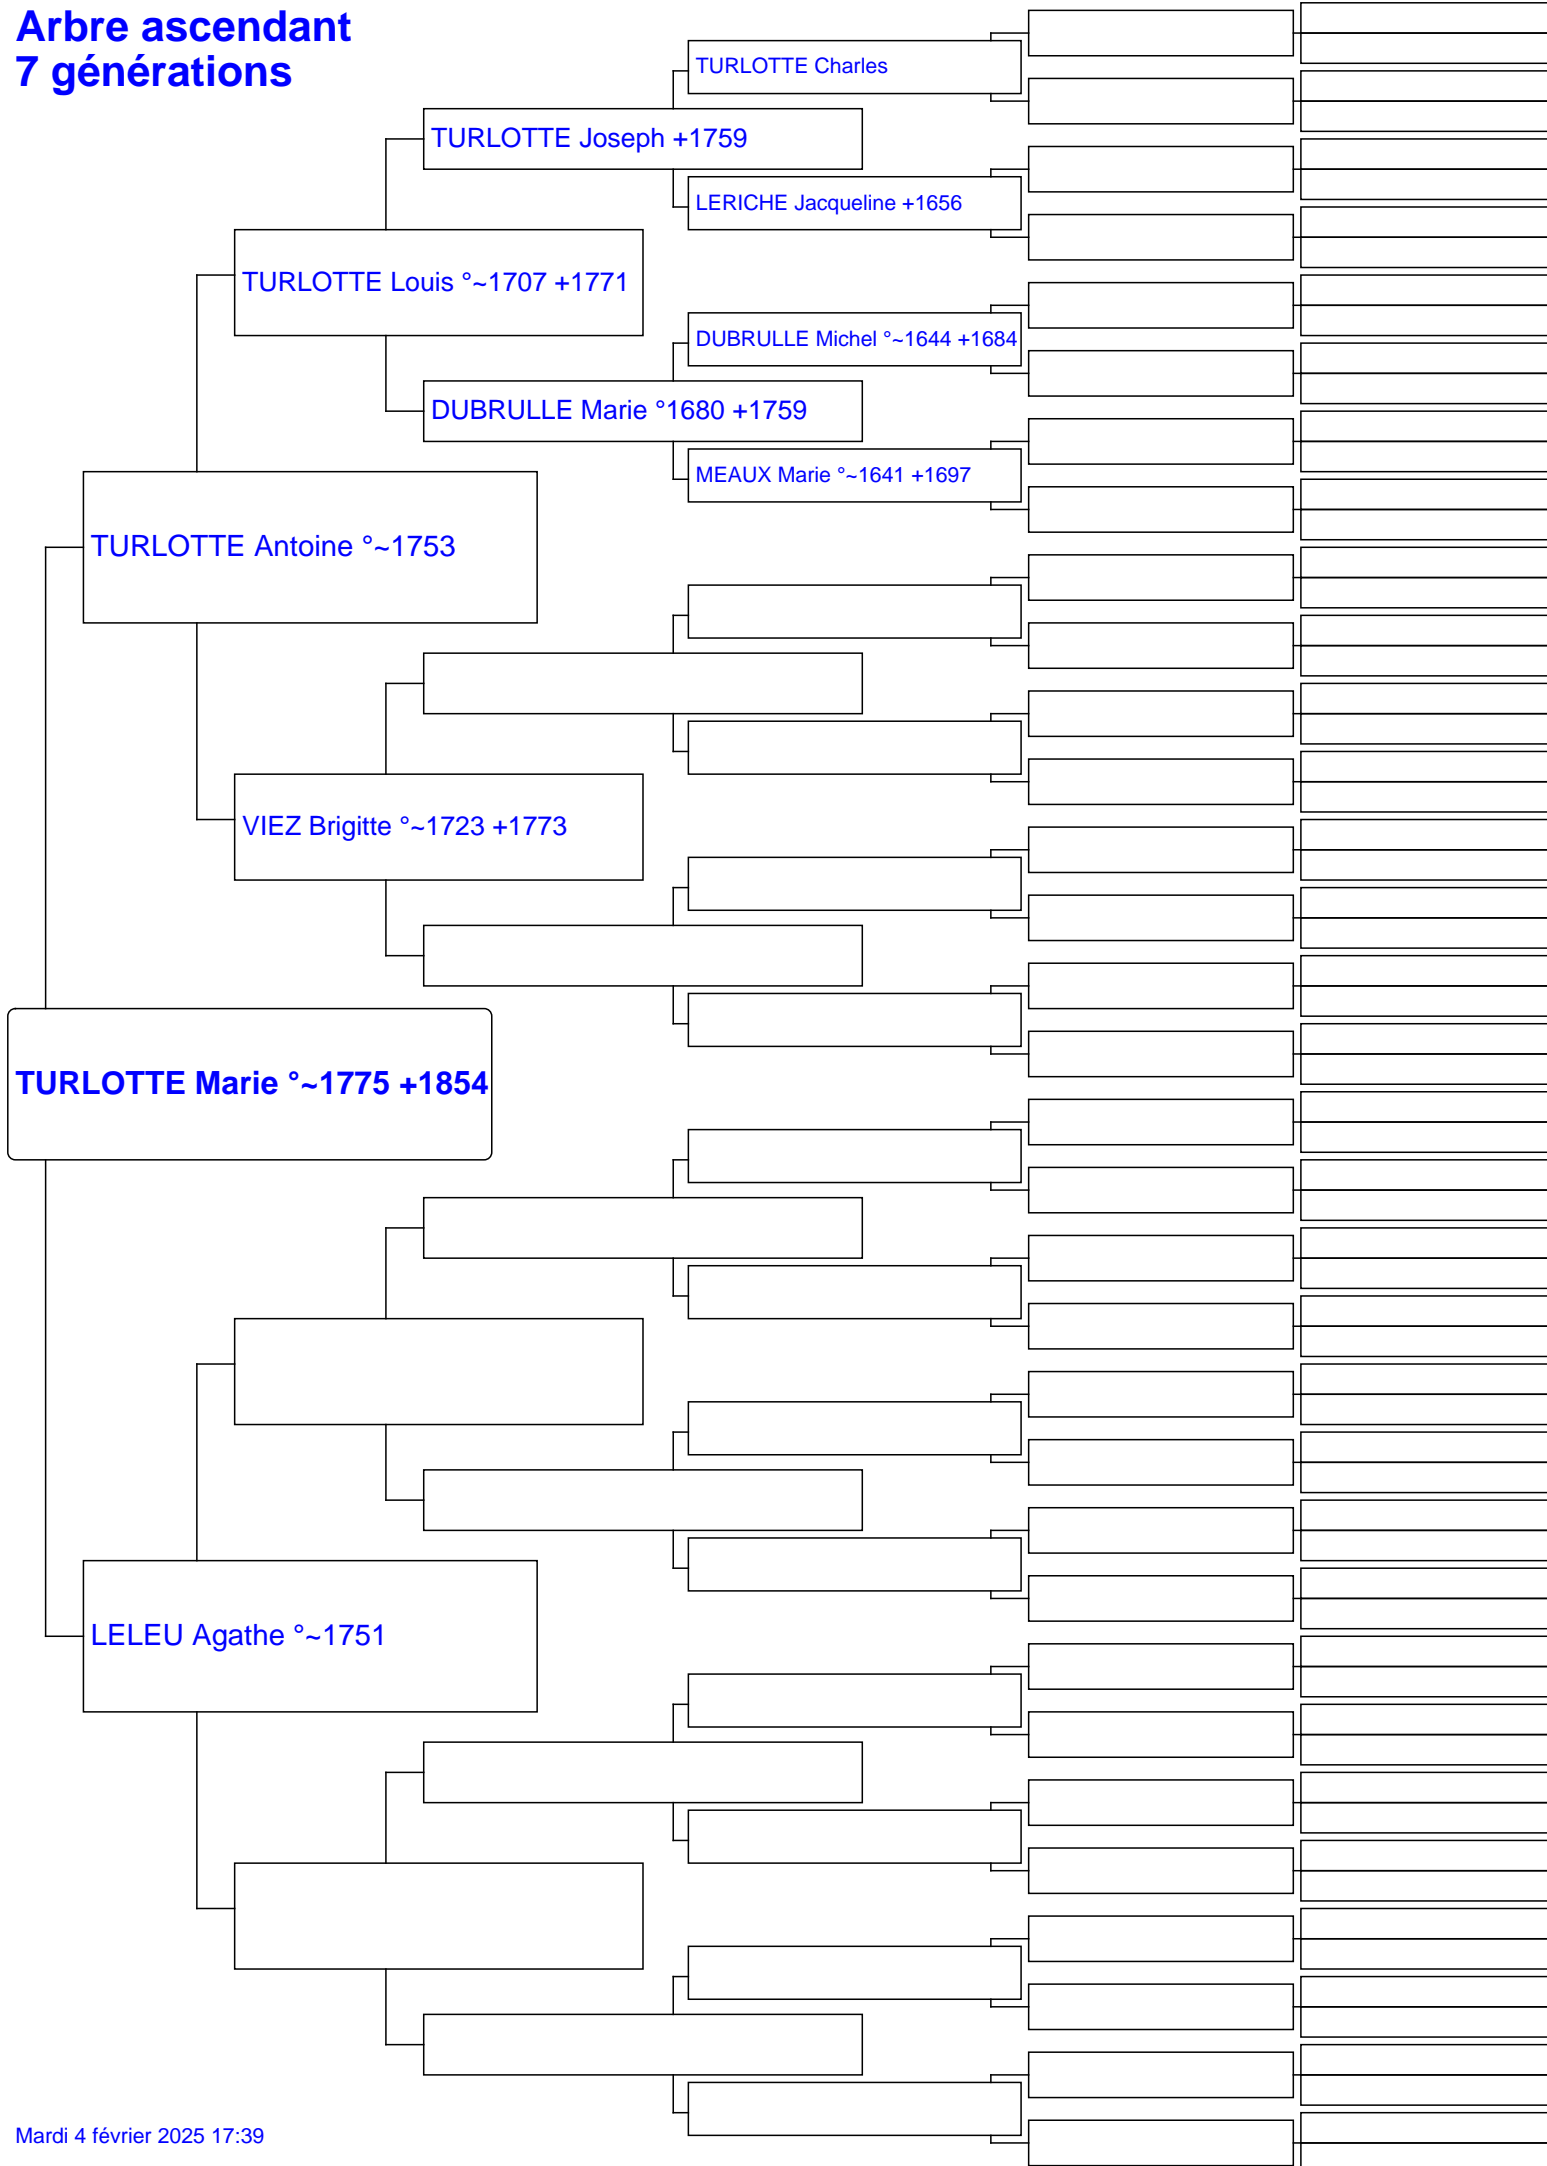 Arbre ascendant
7 générations
TURLOTTE Charles
TURLOTTE Joseph +1759
LERICHE Jacqueline +1656
TURLOTTE Louis °~1707 +1771
DUBRULLE Michel °~1644 +1684
DUBRULLE Marie °1680 +1759
MEAUX Marie °~1641 +1697
TURLOTTE Antoine °~1753
VIEZ Brigitte °~1723 +1773
TURLOTTE Marie °~1775 +1854
LELEU Agathe °~1751
Mardi 4 février 2025 17:39